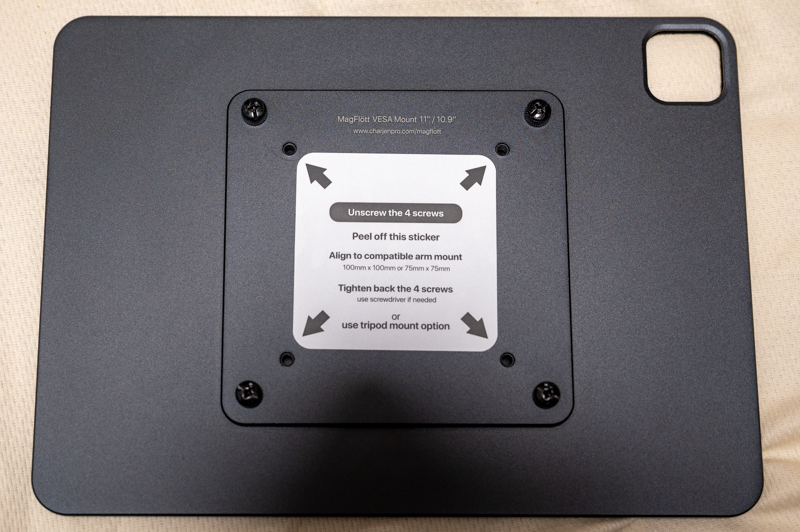 MagFlött VESA Mount 11" / 10.9"
www.charjenpro.com/magflott
Unscrew the 4 screws
Peel off this sticker
Align to compatible arm mount
100mm x 100mm or 75mm x 75mm
Tighten back the 4 screws
use screwdriver if needed
or
use tripod mount option